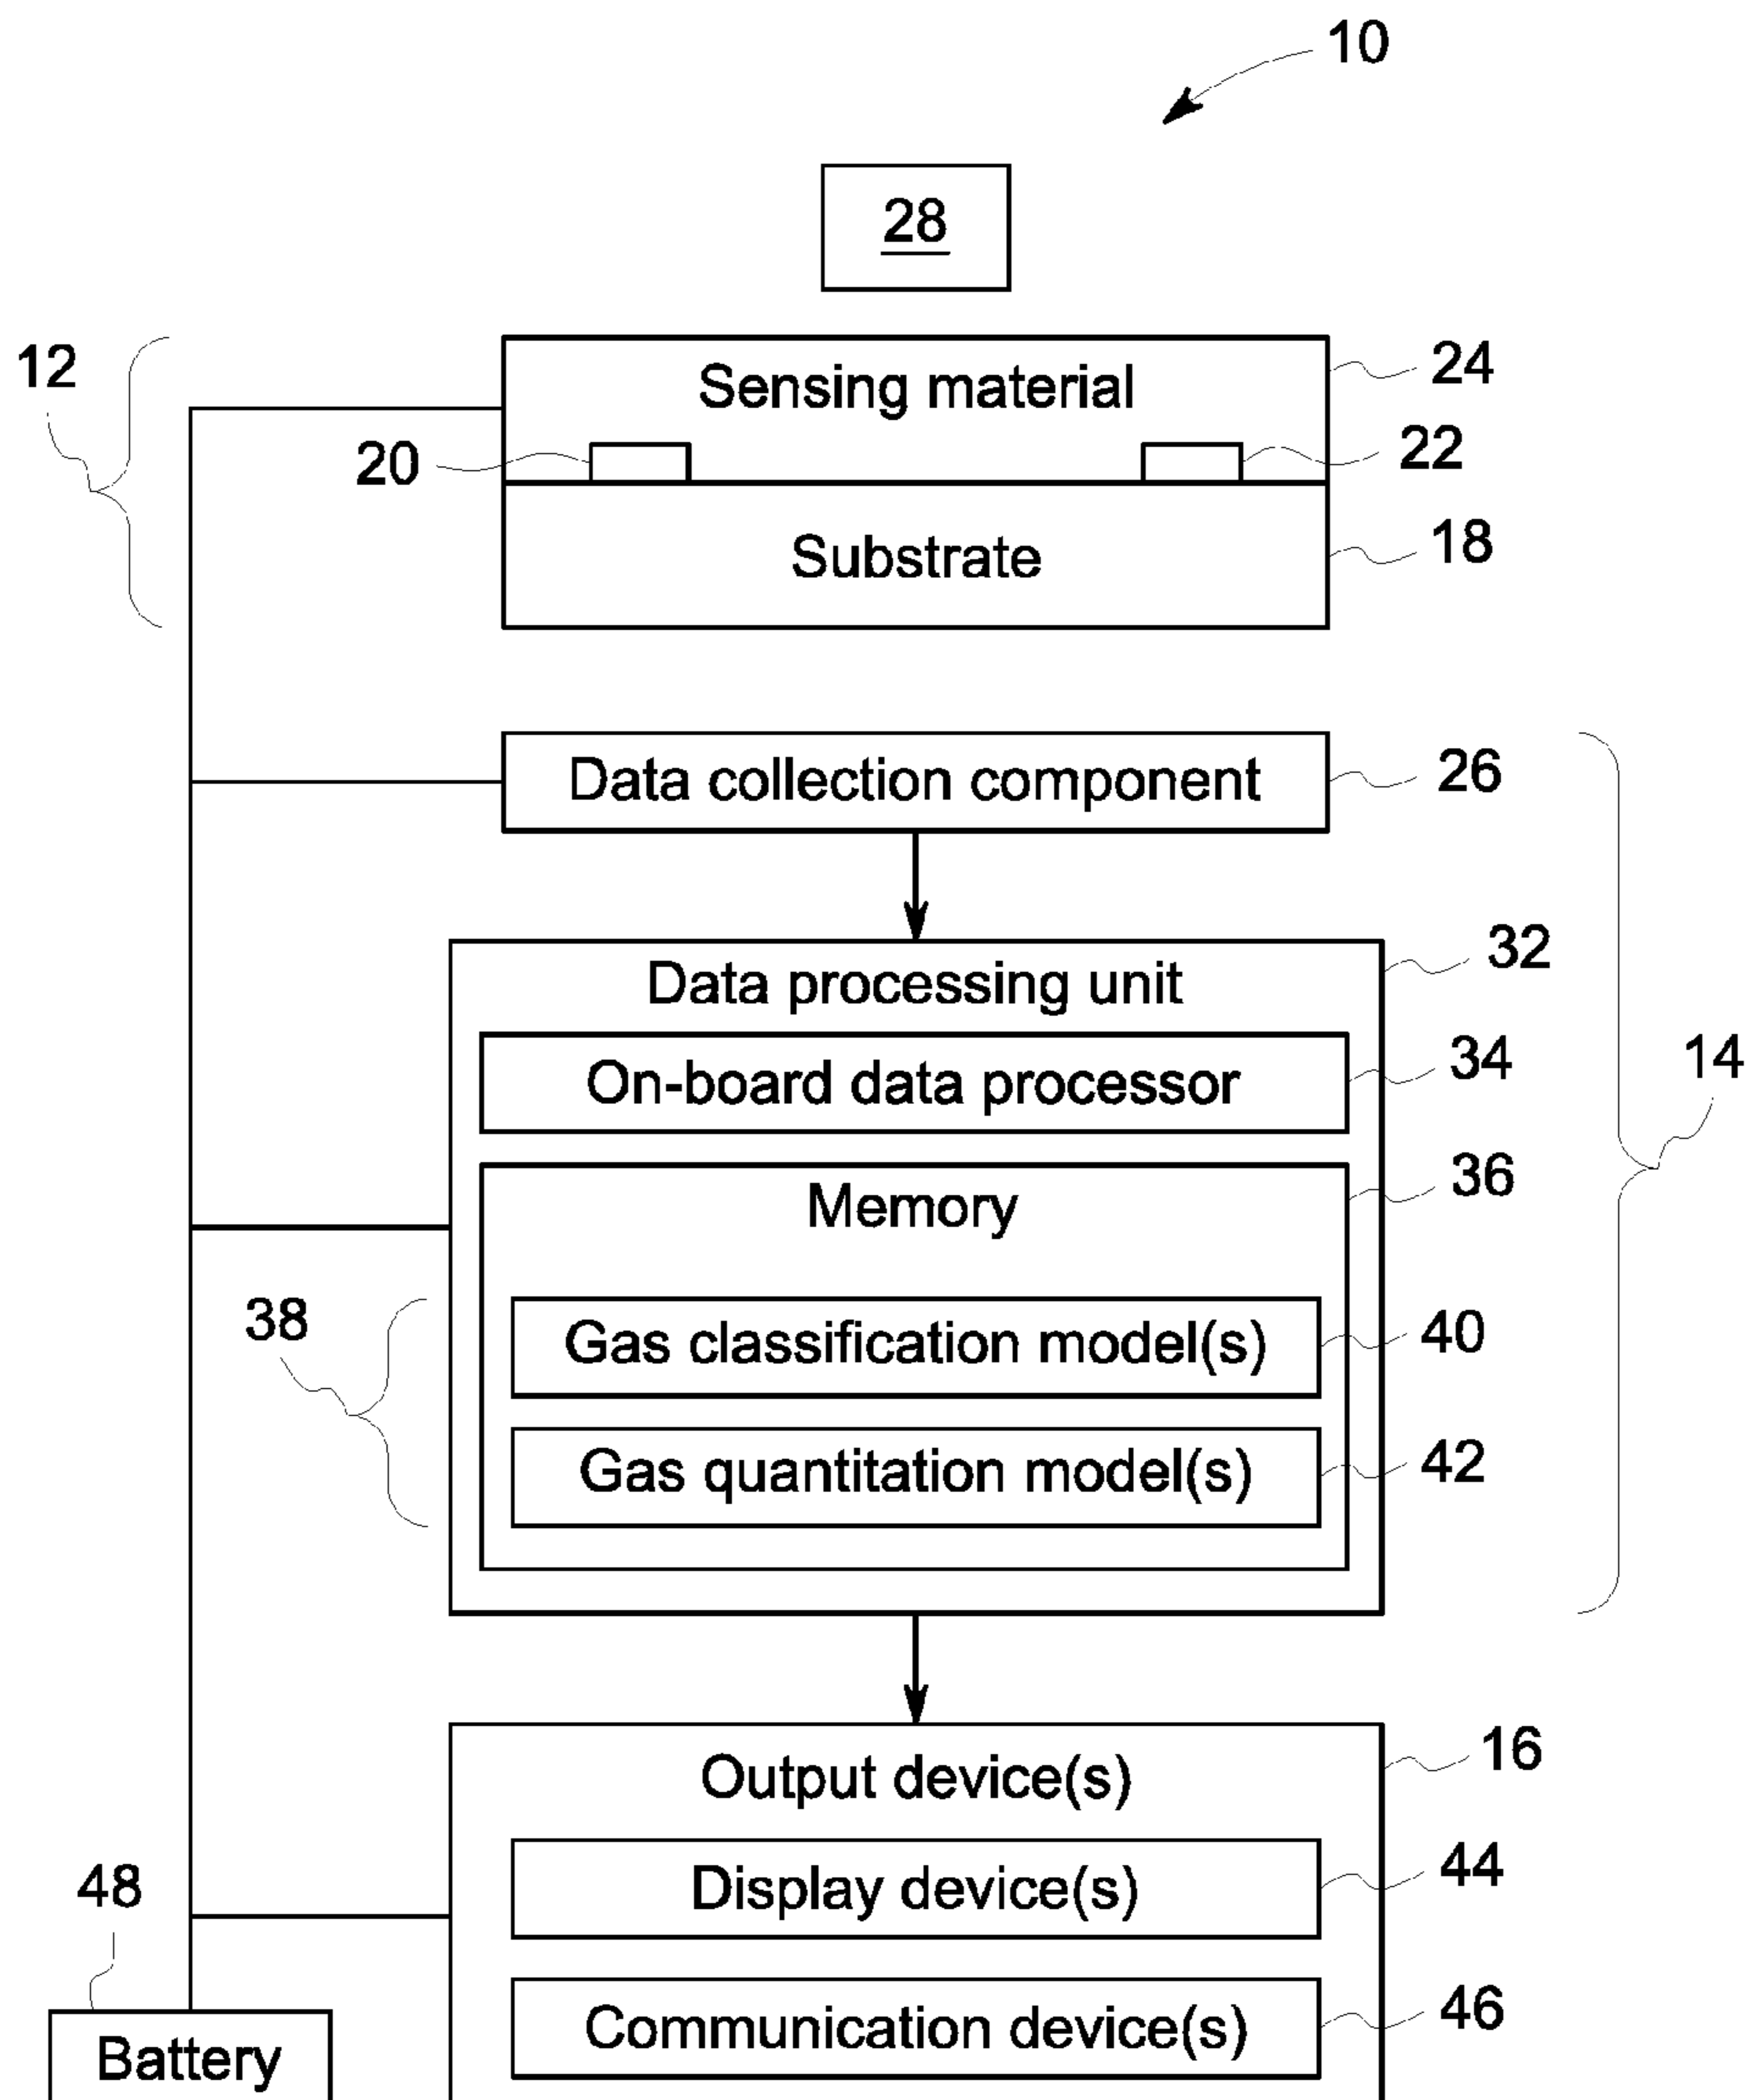 10
28
12
Sensing material
24
20
22
Substrate
18
Data collection component
26
Data processing unit
32
On-board data processor
34
14
Memory
36
38
Gas classification model(s)
40
Gas quantitation model(s)
42
Output device(s)
16
Display device(s)
44
48
Communication device(s)
46
Battery